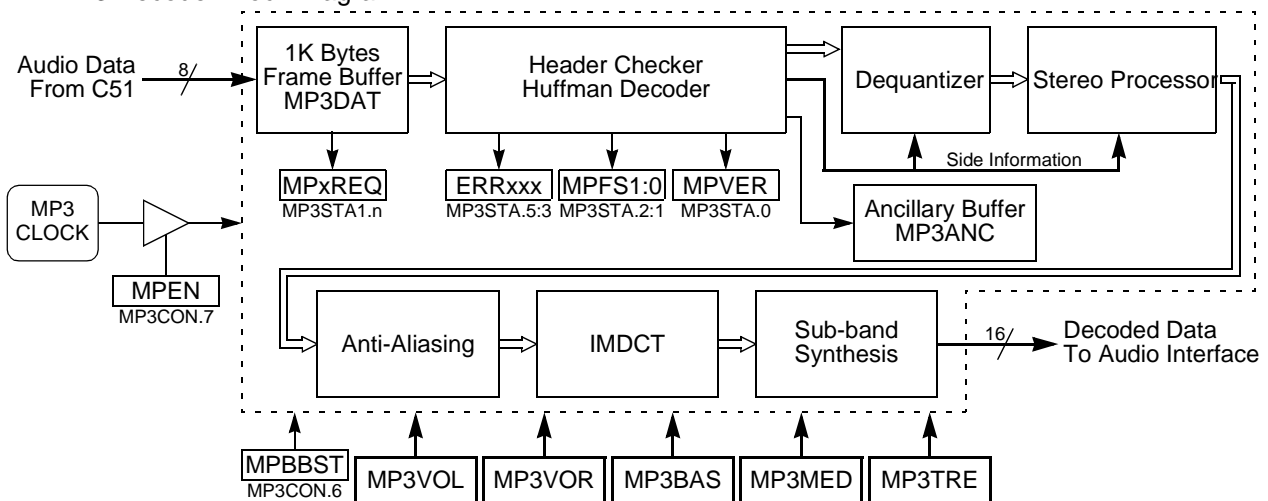 Audio Data
From C51
8
1K Bytes
Frame Buffer
MP3DAT
Header Checker
Huffman Decoder
Dequantizer
Stereo Processor
Side Information
MPxREQ
MP3STA1.n
ERRxxx
MP3STA.5:3
MPFS1:0
MP3STA.2:1
MPVER
MP3STA.0
Ancillary Buffer
MP3ANC
MP3
CLOCK
MPEN
MP3CON.7
Anti-Aliasing
IMDCT
Sub-band
Synthesis
16
Decoded Data
To Audio Interface
MPBBST
MP3CON.6
MP3VOL
MP3VOR
MP3BAS
MP3MED
MP3TRE